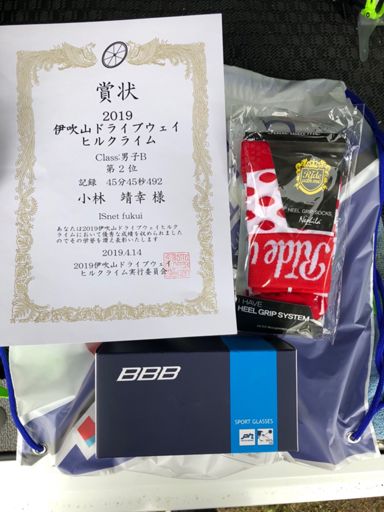 賞状
2019
伊吹山ドライブウェイ
ヒルクライム
Class:男子B
第2位
記録 45分45秒492
小林 靖幸 様
ISnet fukui
あなたは2019伊吹山ドライブウェイヒルク
ライムにおいて優秀な成績を収められました
のでその栄誉を讃え表彰いたします
2019.4.14
2019伊吹山ドライブウェイ
ヒルクライム実行委員会
Ride
HEEL GRIP SOCKS
Ride
I HAVE
HEEL GRIP SYSTEM
BBB
SPORT GLASSES